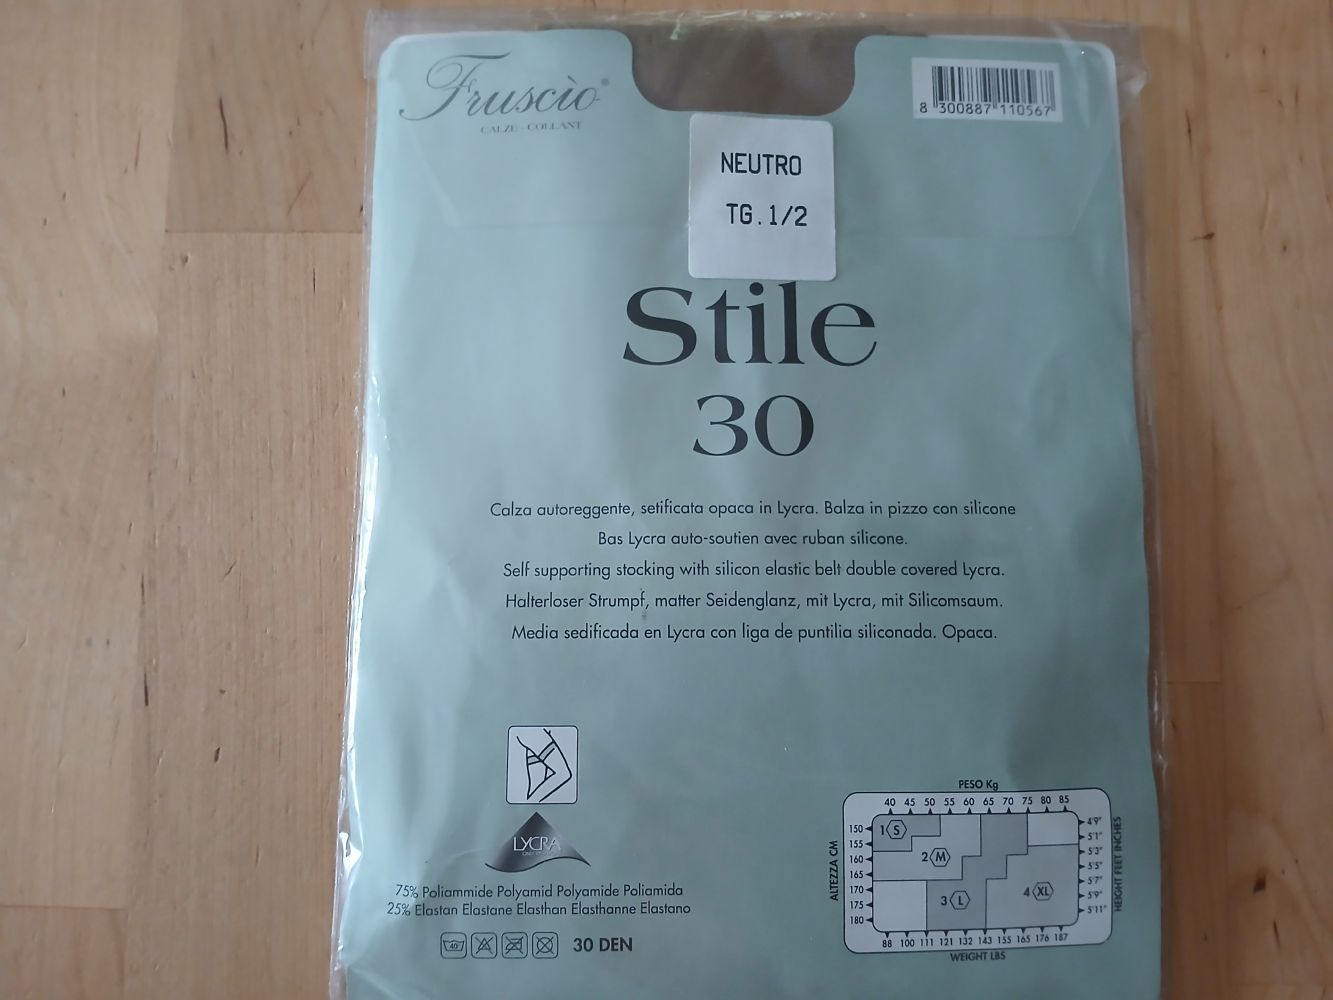 Fruscìo®
CALZE - COLLANT
8 300887 110567
NEUTRO
TG. 1/2
Stile
30
Calza autoreggente, setificata opaca in Lycra. Balza in pizzo con silicone
Bas Lycra auto-soutien avec ruban silicone.
Self supporting stocking with silicon elastic belt double covered Lycra.
Halterloser Strumpf, matter Seidenglanz, mit Lycra, mit Silicomsaum.
Media sedificada en Lycra con liga de puntilia siliconada. Opaca.
LYCRA
75% Poliammide Polyamid Polyamide Poliamida
25% Elastan Elastane Elasthan Elasthanne Elastano
40 30 DEN
PESO Kg
40 45 50 55 60 65 70 75 80 85
ALTEZZA CM
150
155
160
165
170
175
180
1 S
2 M
3 L
4 XL
4'9"
5'1"
5'3"
5'5"
5'7"
5'9"
5'11"
HEIGHT FEET INCHES
88 100 111 121 132 143 155 165 176 187
WEIGHT LBS